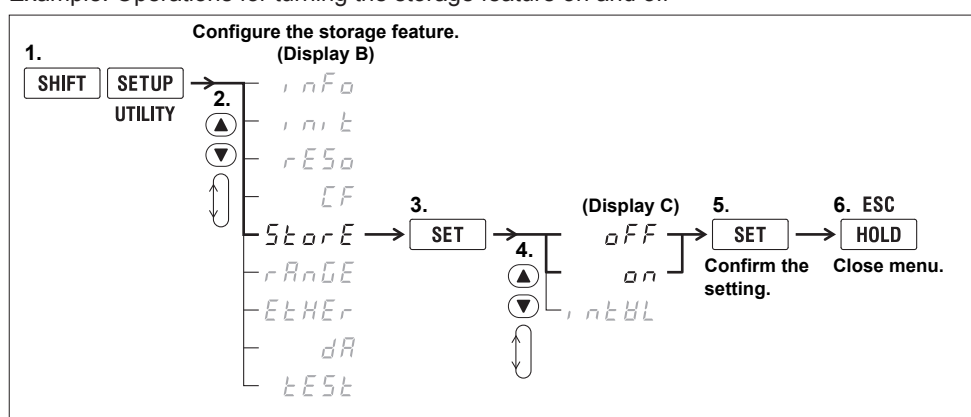 Example: Operations for turning the storage feature on and off
Configure the storage feature.
(Display B)
1.
SHIFT SETUP
UTILITY
2.
inFo
init
rESo
CF
StorE
rAnGE
EtHEr
dA
tESt
3.
SET
4.
(Display C)
oFF
on
intVL
5.
SET
Confirm the
setting.
6. ESC
HOLD
Close menu.